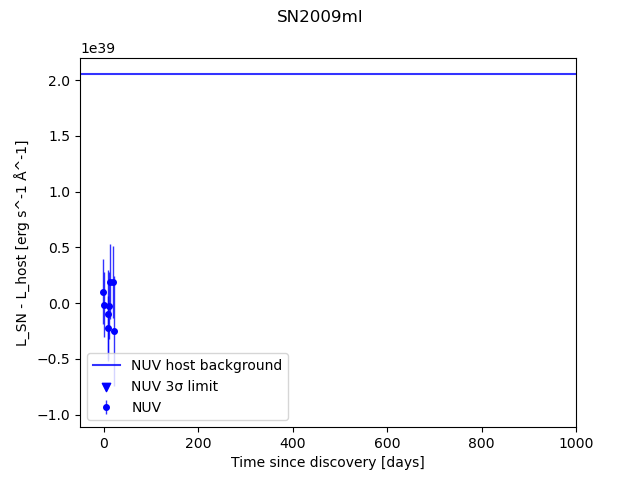 SN2009ml
1e39
2.0
1.5
1.0
0.5
0.0
−0.5
−1.0
L_SN - L_host [erg s^-1 Å^-1]
NUV host background
NUV 3σ limit
NUV
0 200 400 600 800 1000
Time since discovery [days]